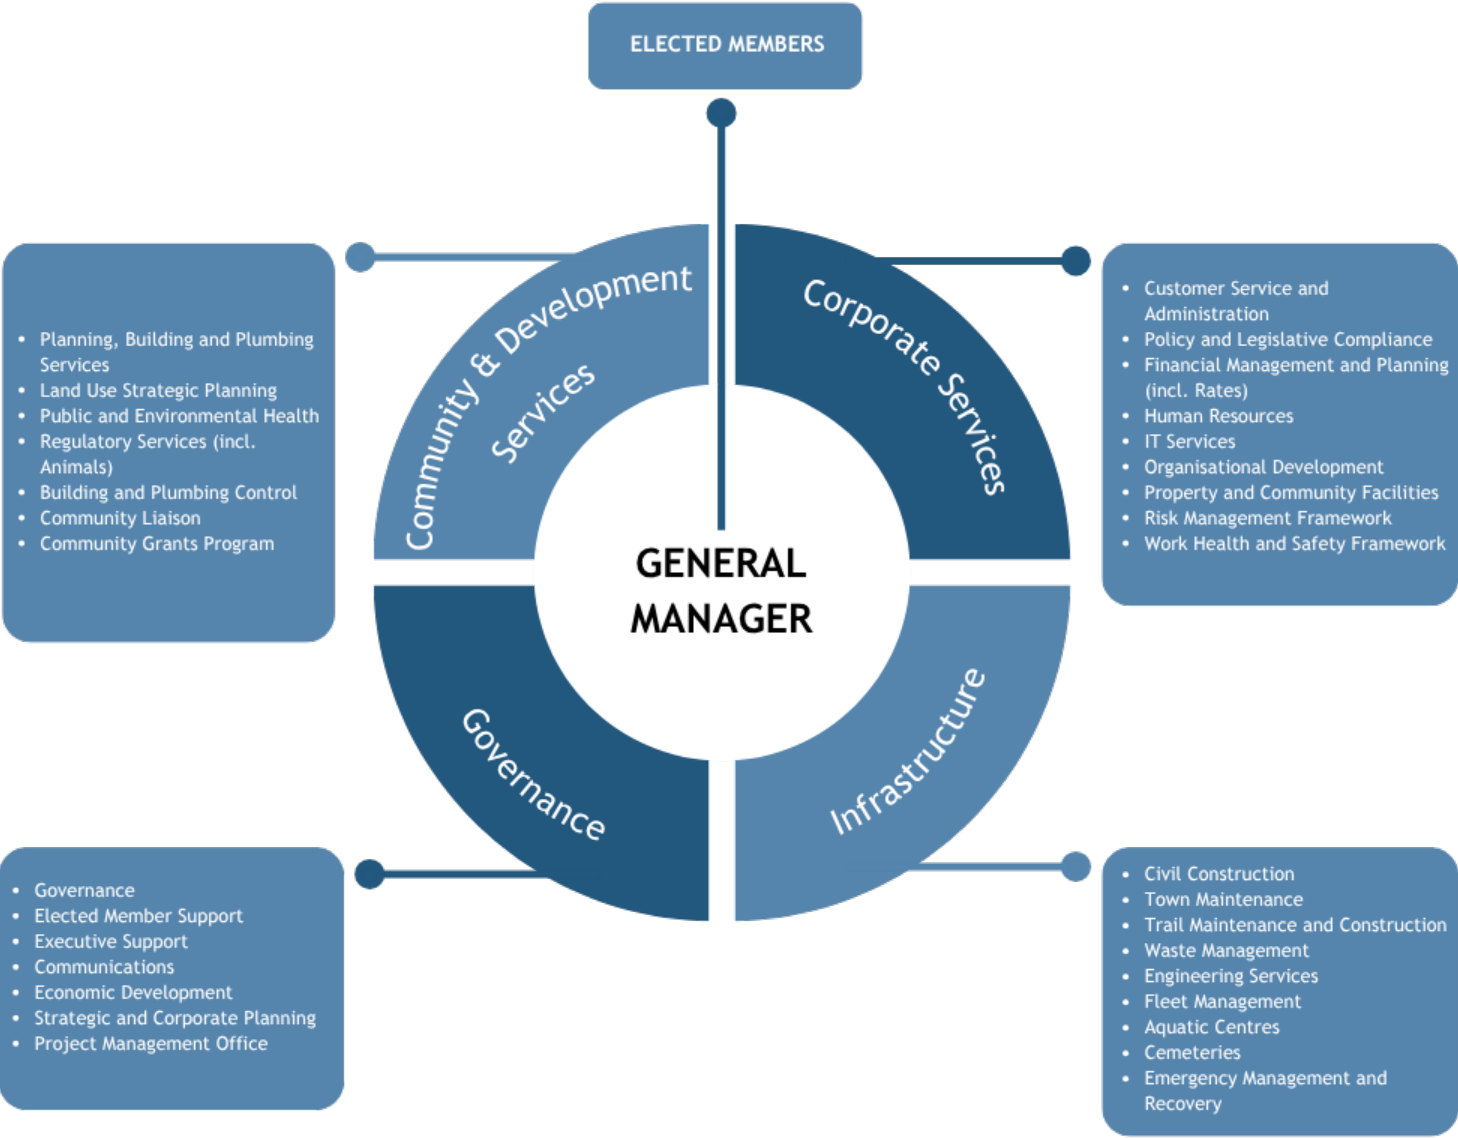 ELECTED MEMBERS
Community & Development
Services
Corporate Services
GENERAL
MANAGER
Governance
Infrastructure
• Planning, Building and Plumbing
Services
• Land Use Strategic Planning
• Public and Environmental Health
• Regulatory Services (incl.
Animals)
• Building and Plumbing Control
• Community Liaison
• Community Grants Program
• Customer Service and
Administration
• Policy and Legislative Compliance
• Financial Management and Planning
(incl. Rates)
• Human Resources
• IT Services
• Organisational Development
• Property and Community Facilities
• Risk Management Framework
• Work Health and Safety Framework
• Governance
• Elected Member Support
• Executive Support
• Communications
• Economic Development
• Strategic and Corporate Planning
• Project Management Office
• Civil Construction
• Town Maintenance
• Trail Maintenance and Construction
• Waste Management
• Engineering Services
• Fleet Management
• Aquatic Centres
• Cemeteries
• Emergency Management and
Recovery